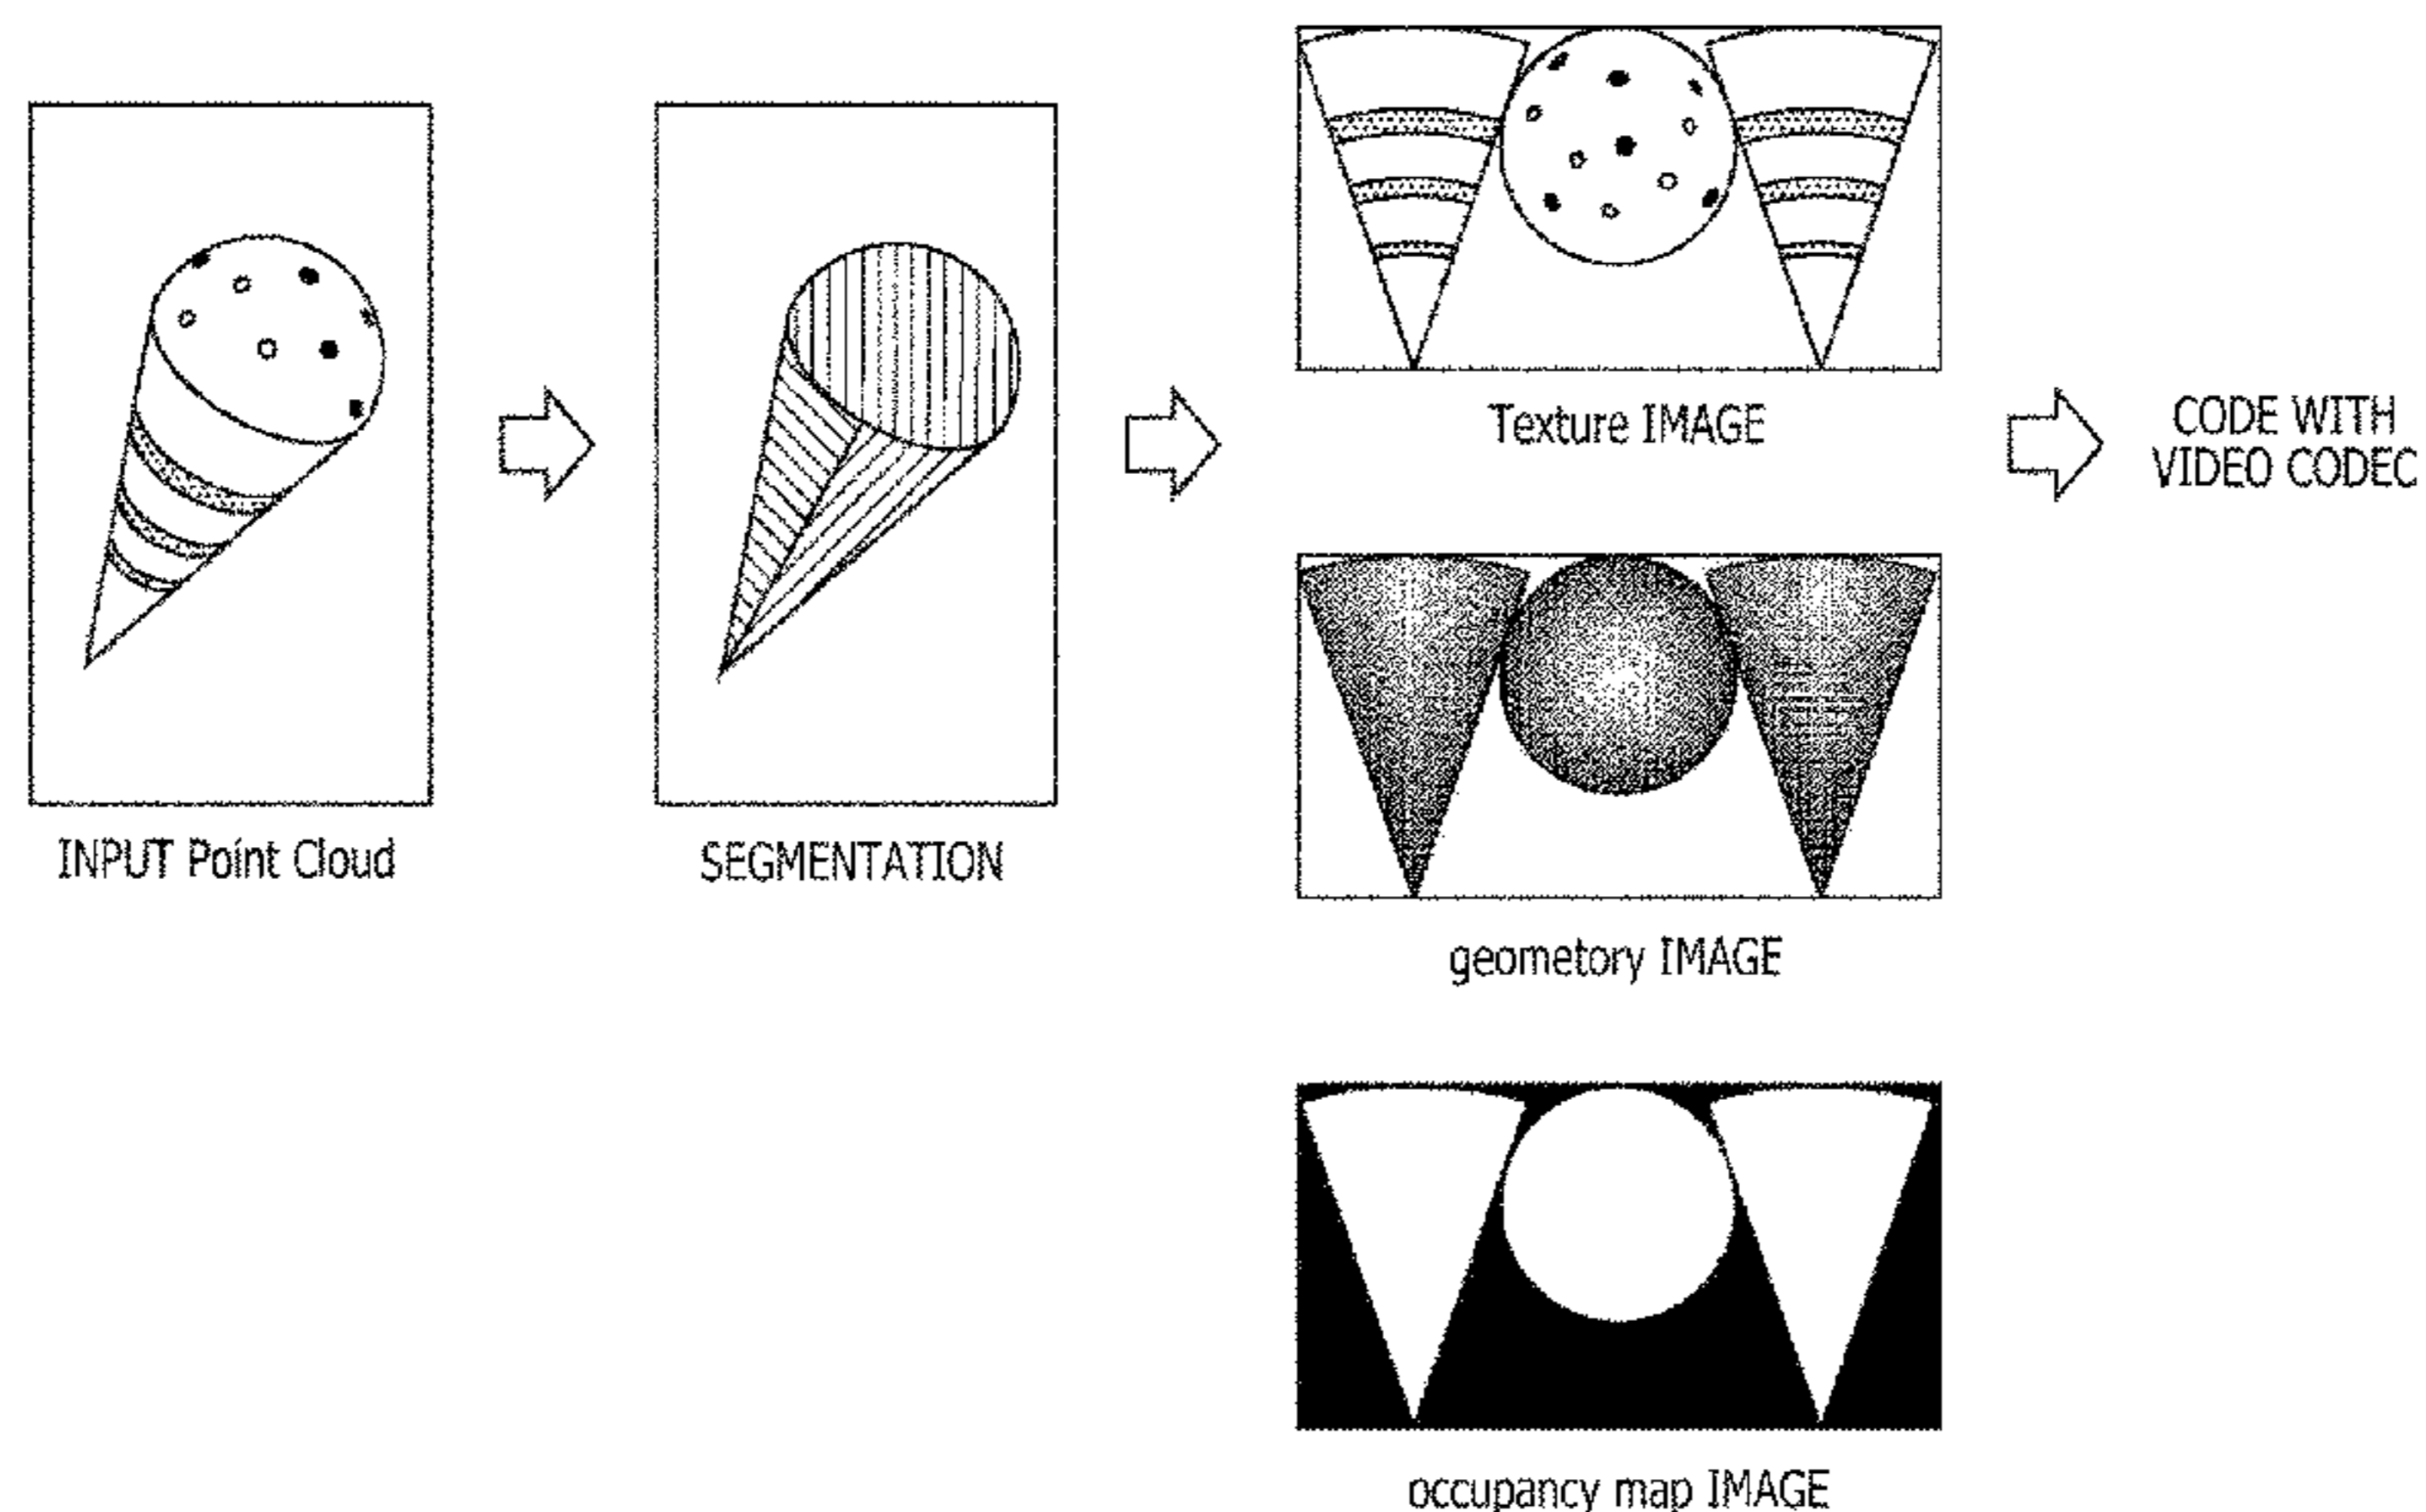 INPUT Point Cloud
SEGMENTATION
Texture IMAGE
geometory IMAGE
occupancy map IMAGE
CODE WITH
VIDEO CODEC